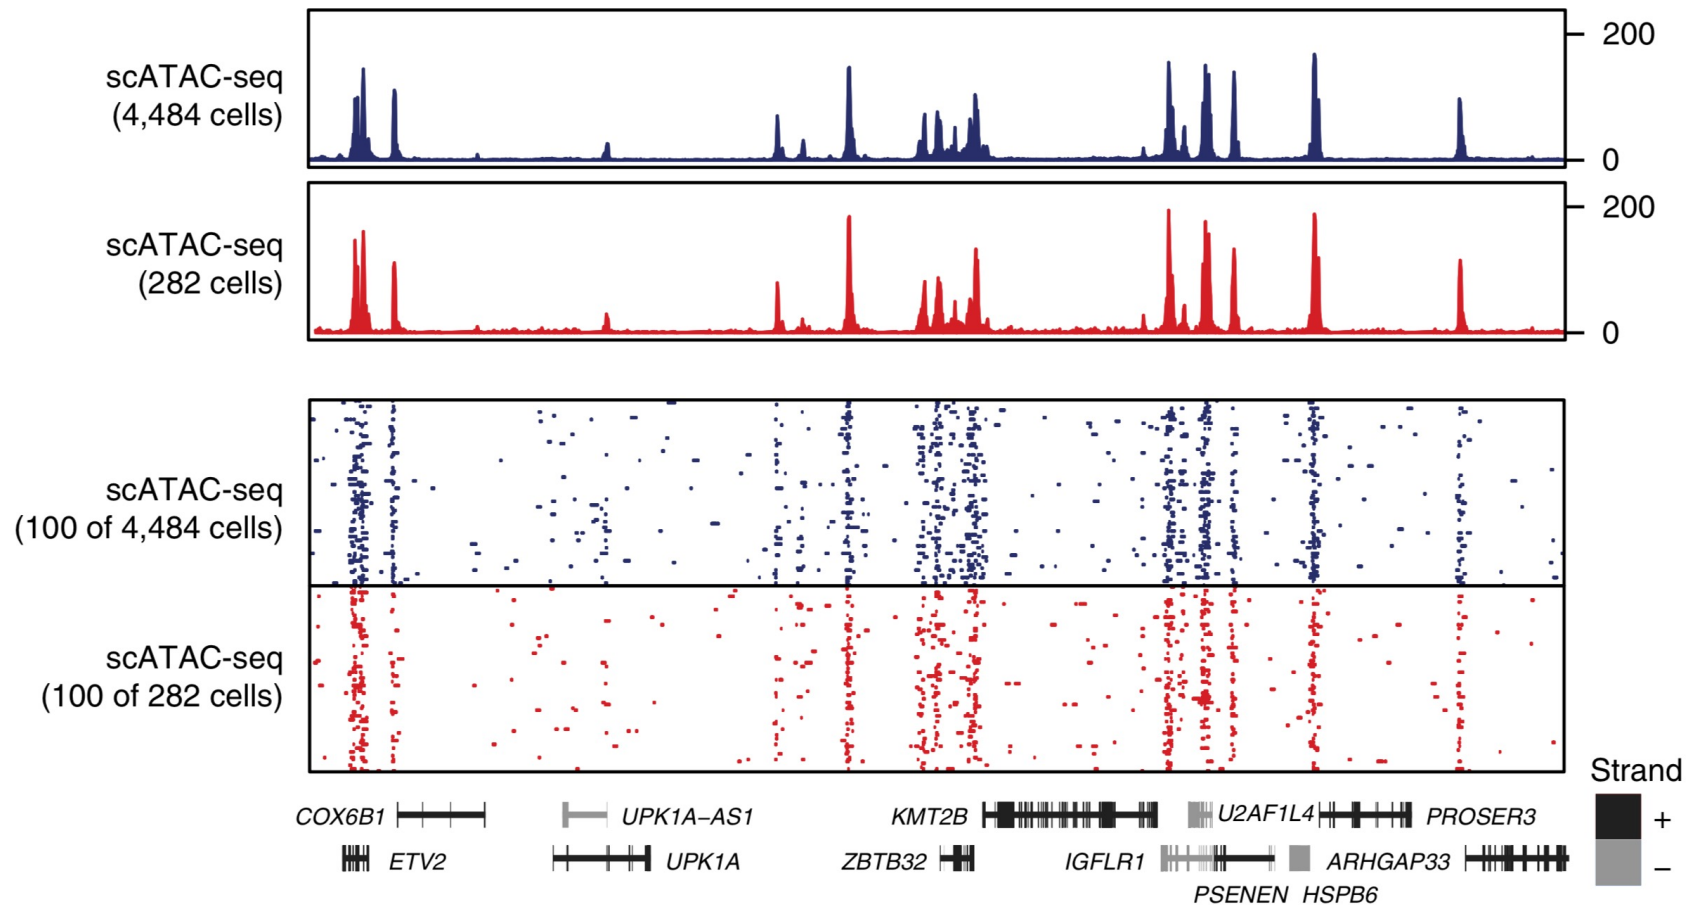 200
scATAC-seq
(4,484 cells)
0
200
scATAC-seq
(282 cells)
0
scATAC-seq
(100 of 4,484 cells)
scATAC-seq
(100 of 282 cells)
Strand
COX6B1 UPK1A–AS1 KMT2B U2AF1L4 PROSER3 +
ETV2 UPK1A ZBTB32 IGFLR1 ARHGAP33 –
PSENEN HSPB6